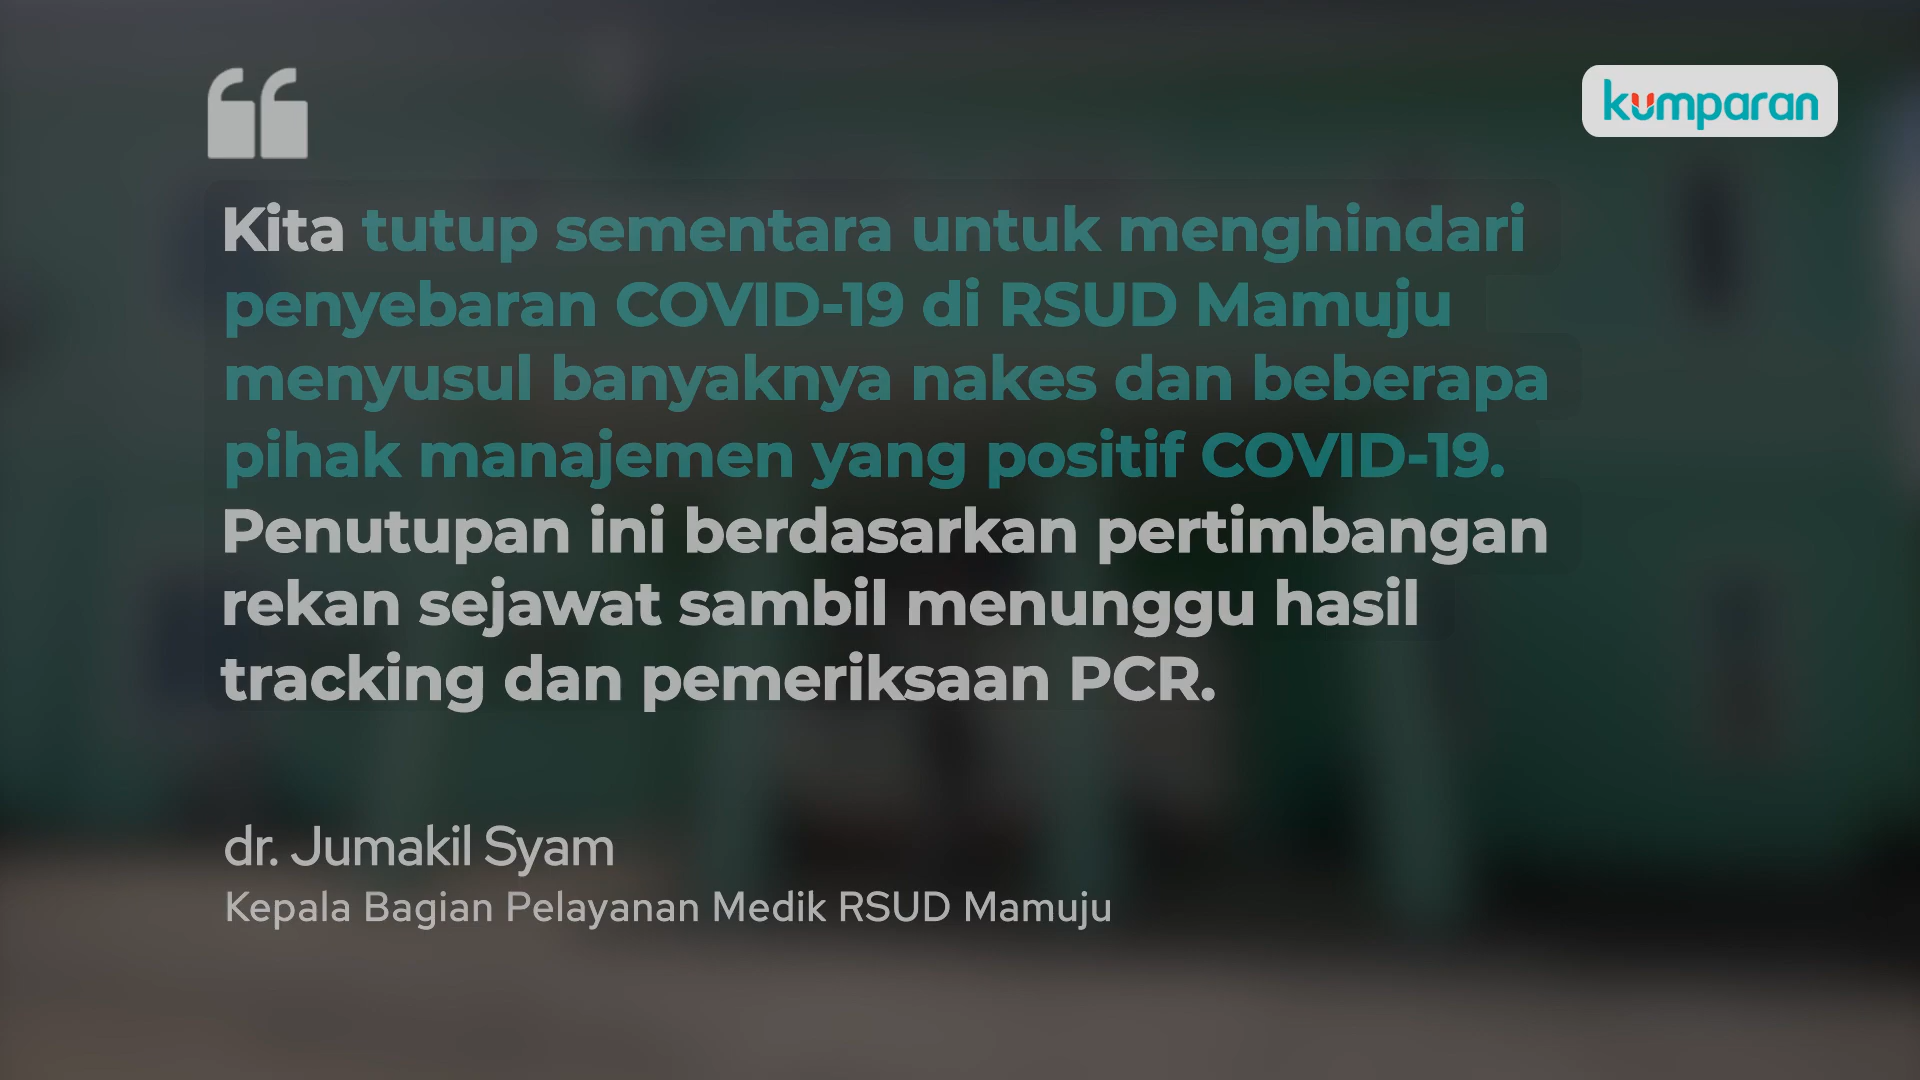 kumparan
Kita tutup sementara untuk menghindari
penyebaran COVID-19 di RSUD Mamuju
menyusul banyaknya nakes dan beberapa
pihak manajemen yang positif COVID-19.
Penutupan ini berdasarkan pertimbangan
rekan sejawat sambil menunggu hasil
tracking dan pemeriksaan PCR.
dr. Jumakil Syam
Kepala Bagian Pelayanan Medik RSUD Mamuju